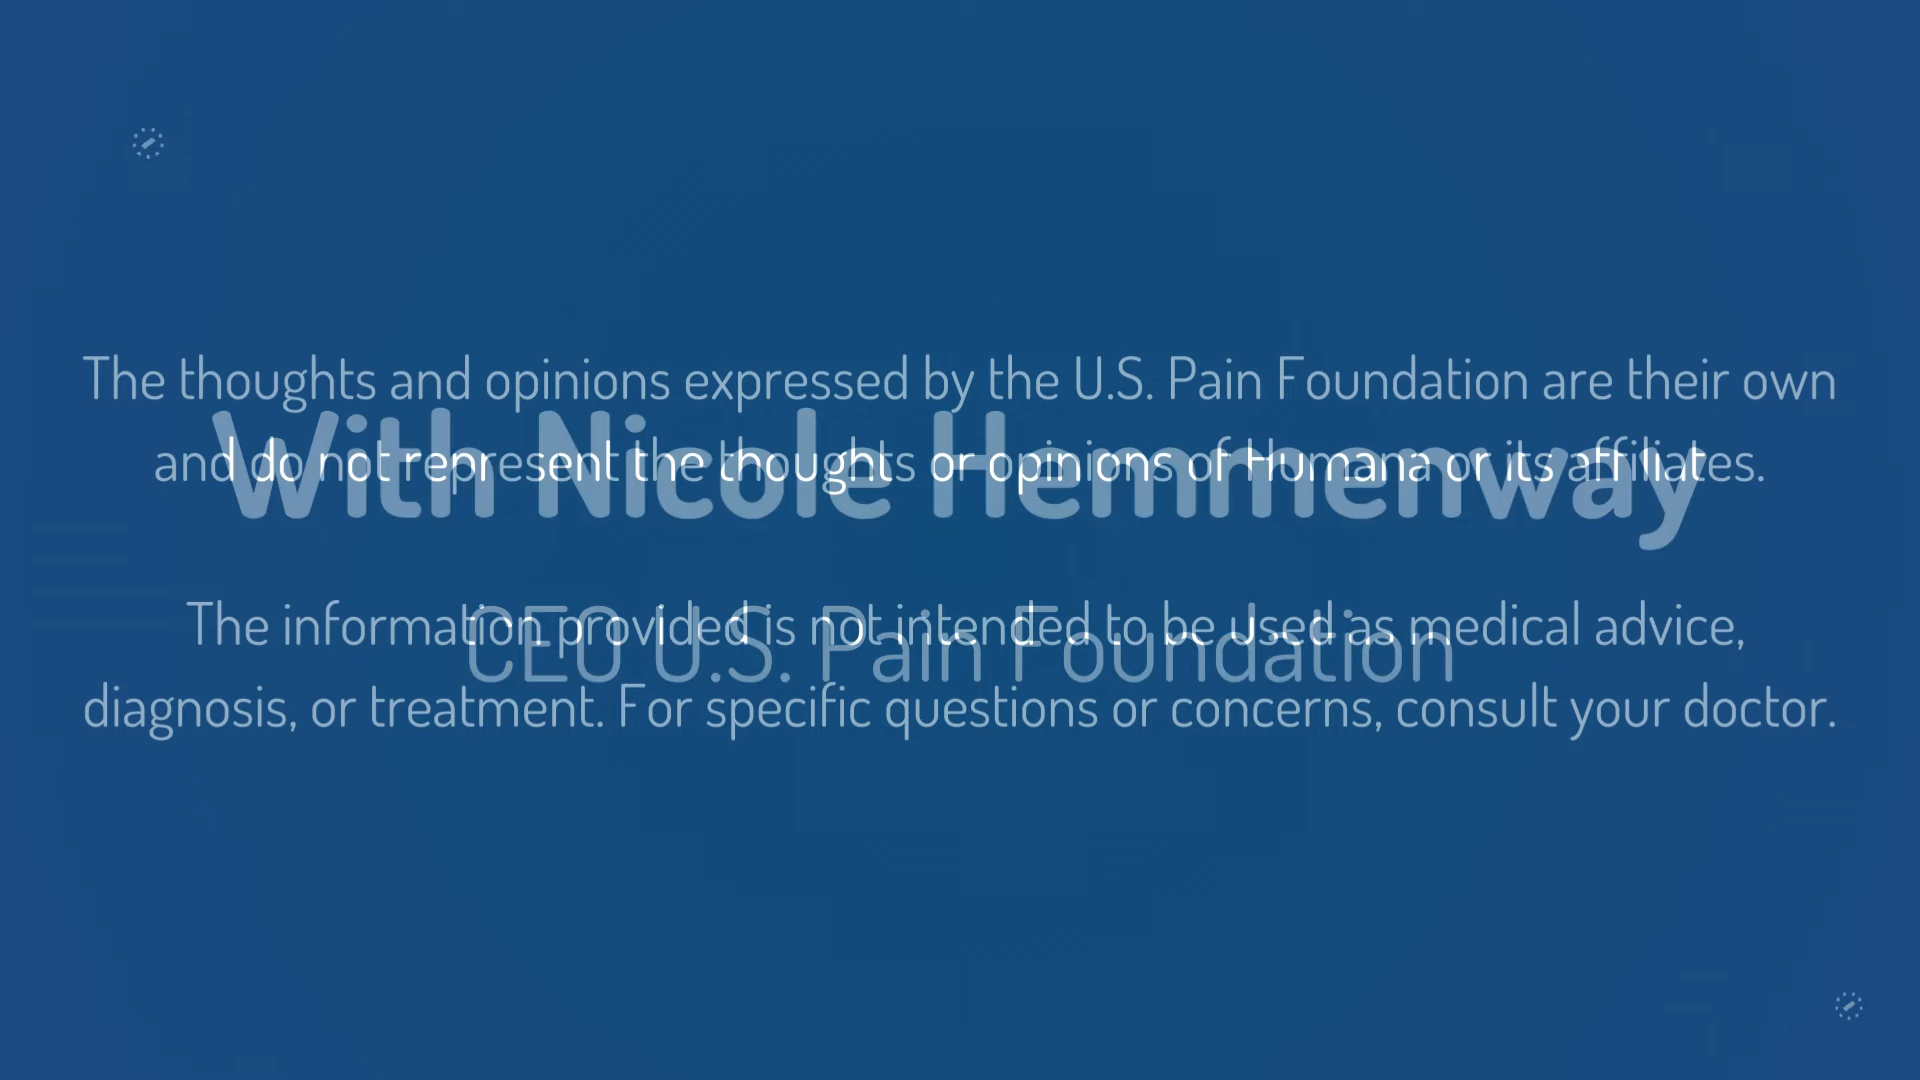 The thoughts and opinions expressed by the U.S. Pain Foundation are their own
With Nicole Hemmenway
and do not represent the thoughts or opinions of Humana or its affiliates.
The information provided is not intended to be used as medical advice,
CEO U.S. Pain Foundation
diagnosis, or treatment. For specific questions or concerns, consult your doctor.